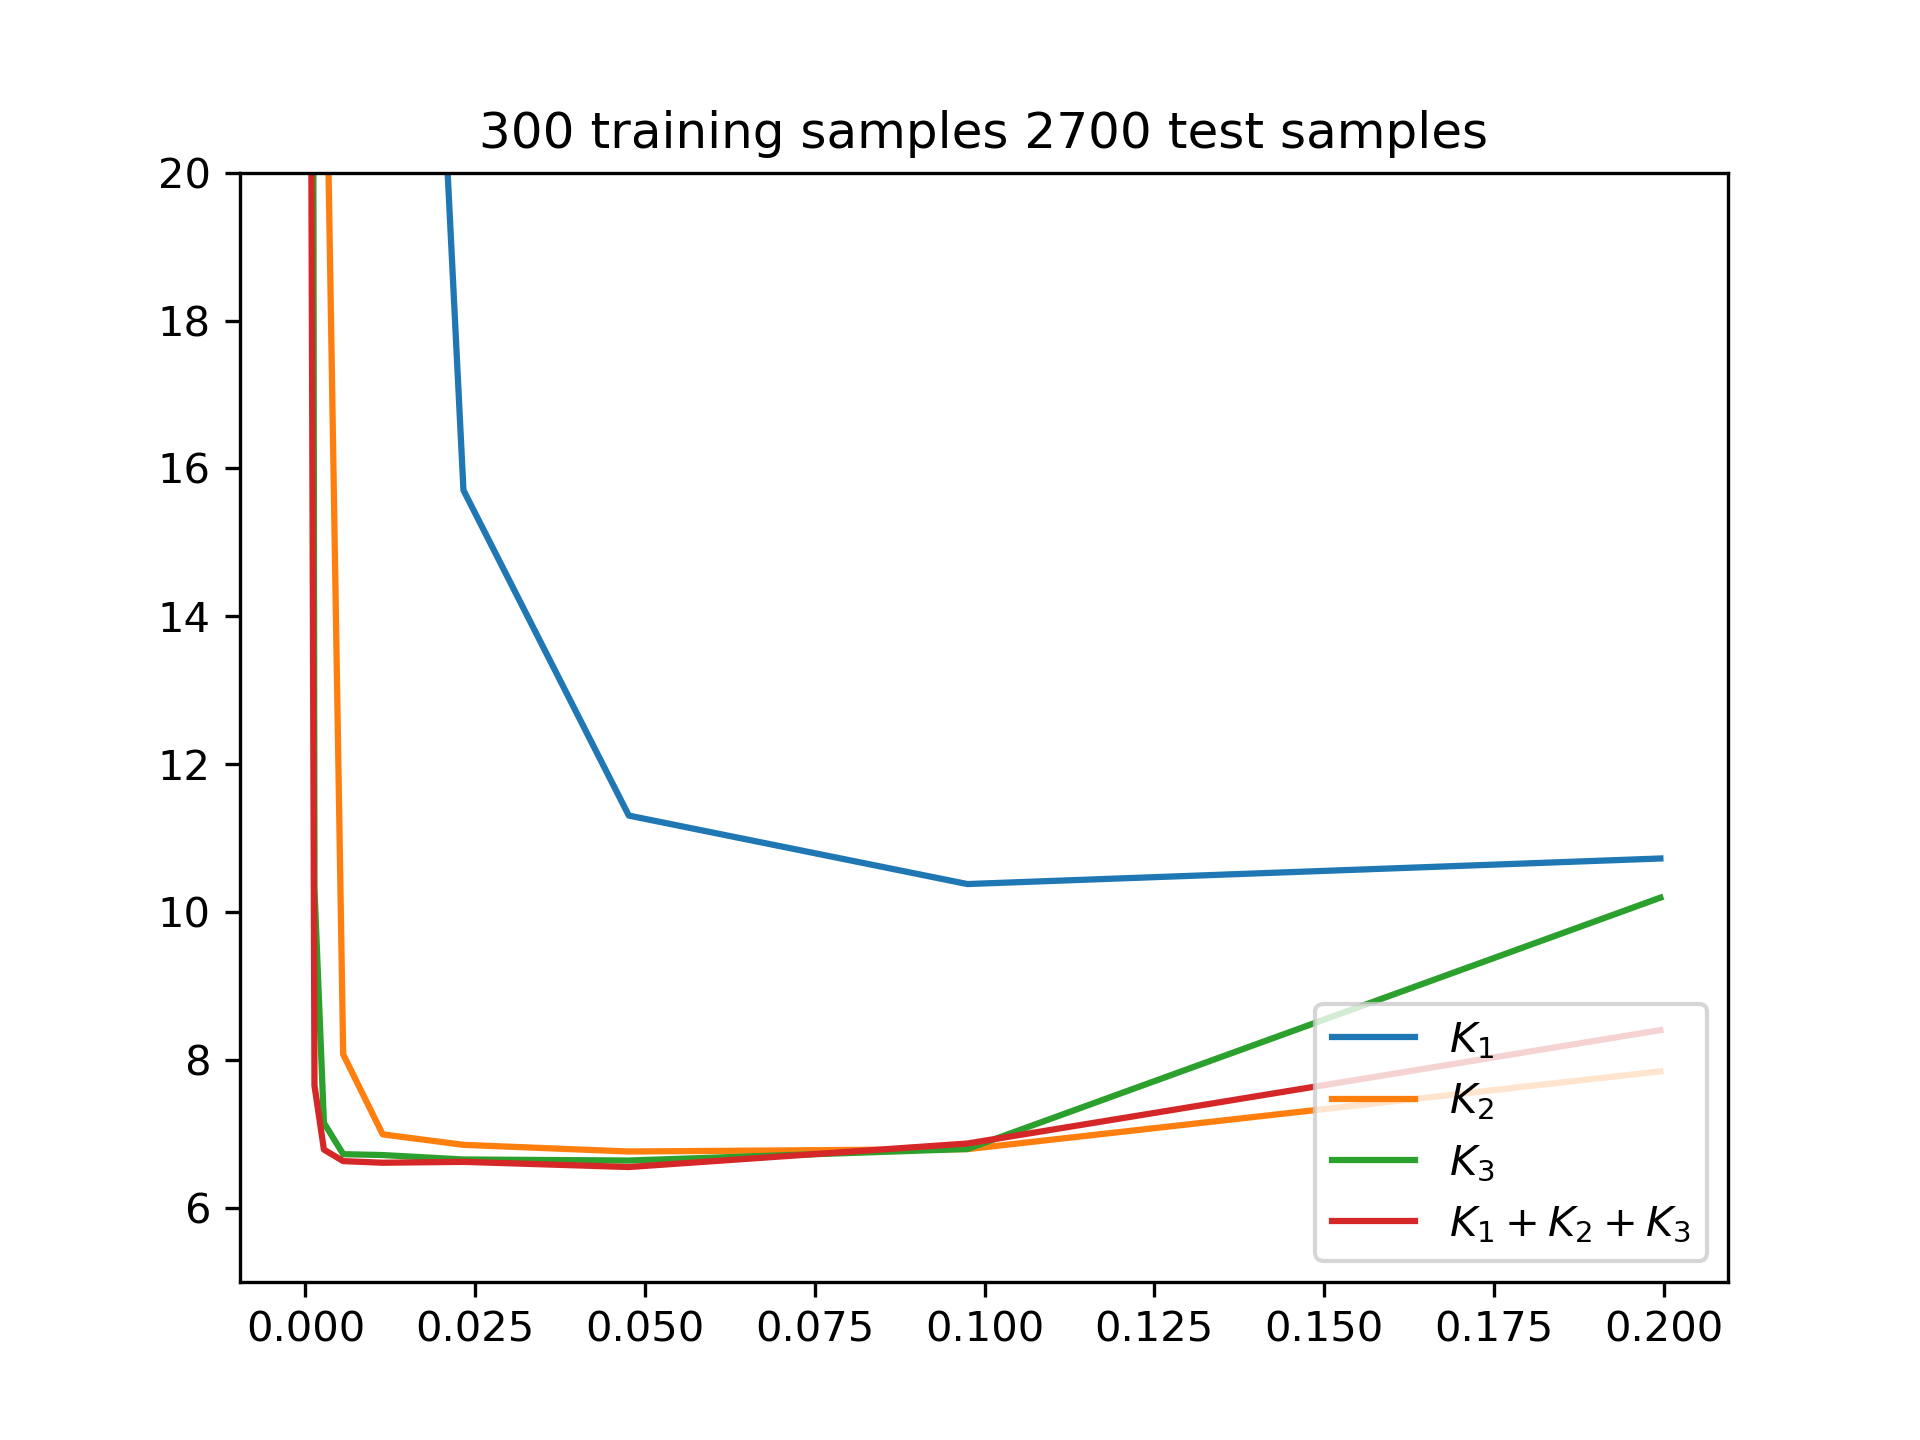 300 training samples 2700 test samples
20
18
16
14
12
10
8
6
K₁
K₂
K₃
K₁ + K₂ + K₃
0.000 0.025 0.050 0.075 0.100 0.125 0.150 0.175 0.200